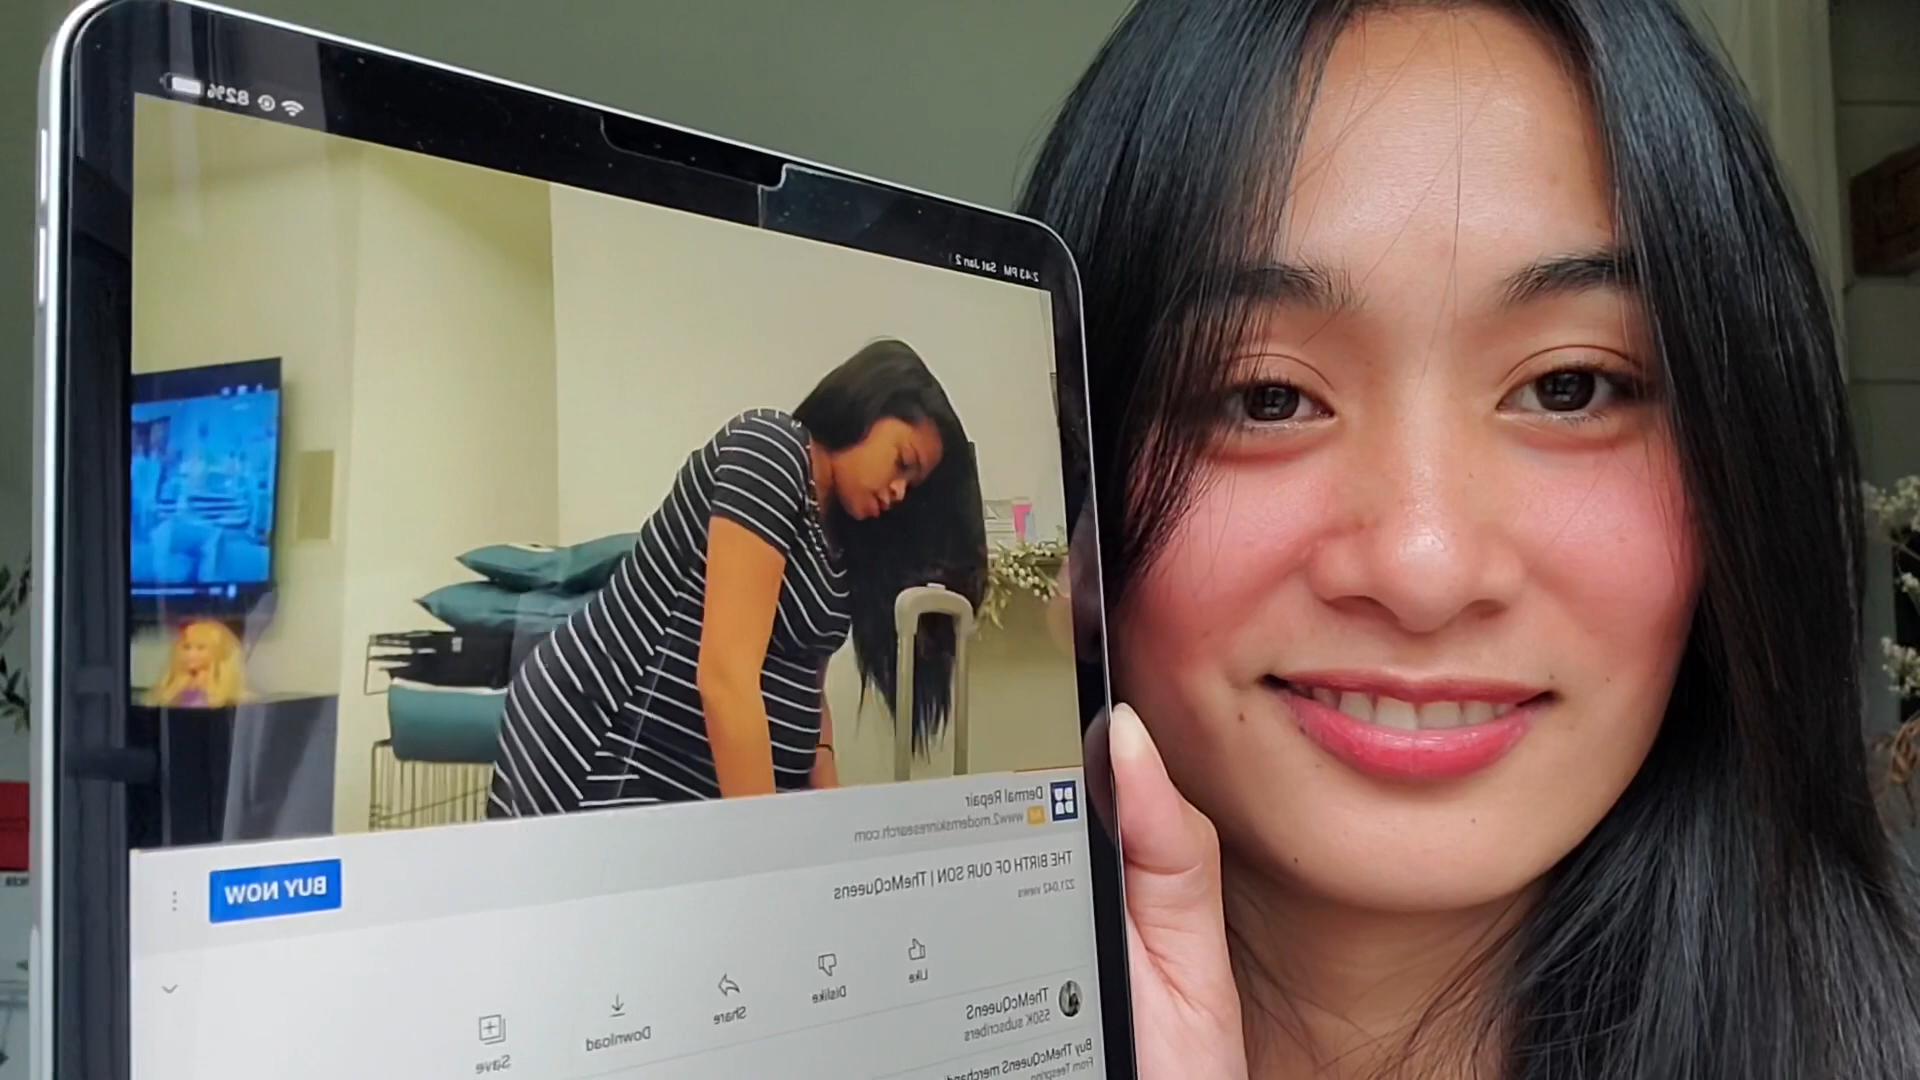 2:43 PM Sat Jan 2
82%
Dermal Repair
Ad www2.modernskinresearch.com
BUY NOW
THE BIRTH OF OUR SON | TheMcQueens
221,042 views
Like
Dislike
Share
Download
Save
TheMcQueenS
550K subscribers
Buy TheMcQueenS
From Teespring